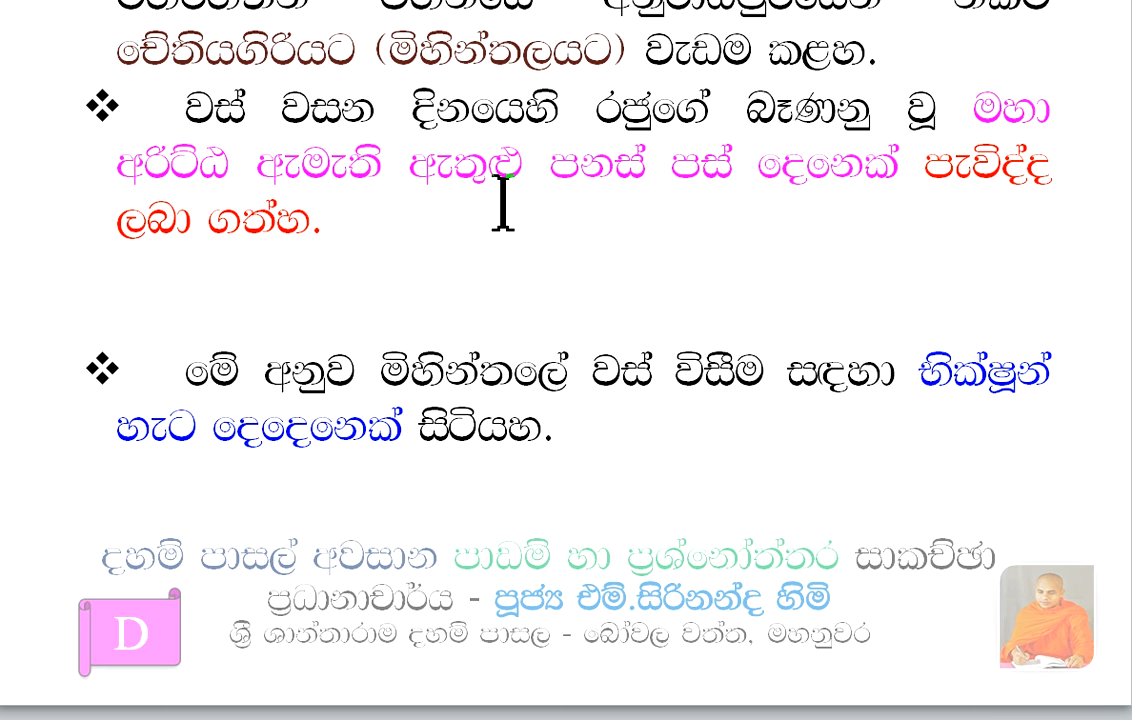 චේතියගිරියට (මිහින්තලයට) වැඩම කළහ.
❖ වස් වසන දිනයෙහි රජුගේ බෑණනු වූ මහා
අරිට්ඨ ඇමැති ඇතුළු පනස් පස් දෙනෙක් පැවිද්ද
ලබා ගත්හ.
❖ මේ අනුව මිහින්තලේ වස් විසීම සඳහා භික්ෂූන්
හැට දෙදෙනෙක් සිටියහ.
දහම් පාසල් අවසාන පාඩම් හා ප්‍රශ්නෝත්තර සාකච්ඡා
ප්‍රධානාචාර්ය - පූජ්‍ය එම්.සිරිනන්ද හිමි
D
ශ්‍රී ශාන්තාරාම දහම් පාසල - බෝවල වත්ත, මහනුවර